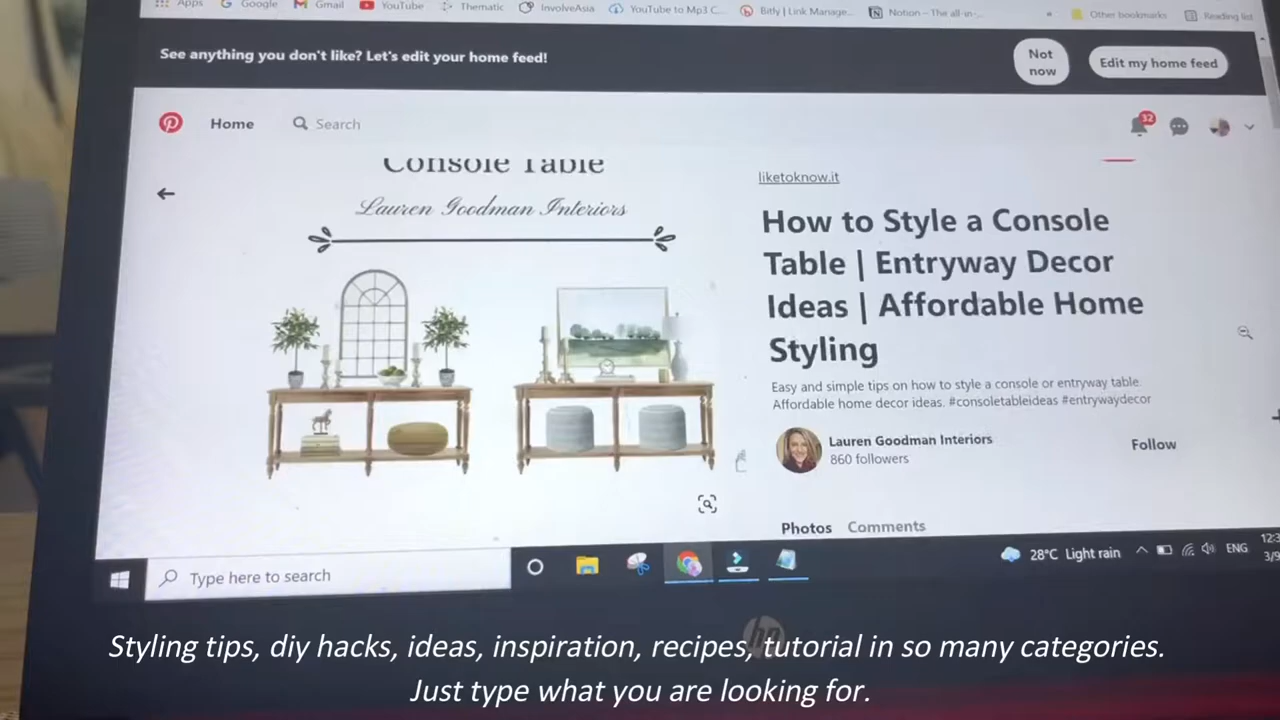 Apps Google Gmail YouTube Thematic InvolveAsia YouTube to Mp3 C... Bitly | Link Manage... Notion – The all-in-... » Other bookmarks Reading list
See anything you don't like? Let's edit your home feed!
Not now
Edit my home feed
Home Search
32
Console Table
Lauren Goodman Interiors
liketoknow.it
How to Style a Console
Table | Entryway Decor
Ideas | Affordable Home
Styling
Easy and simple tips on how to style a console or entryway table.
Affordable home decor ideas. #consoletableideas #entrywaydecor
Lauren Goodman Interiors
860 followers
Follow
Photos Comments
Type here to search
28°C Light rain
ENG
12:3
3/9
hp
Styling tips, diy hacks, ideas, inspiration, recipes, tutorial in so many categories.
Just type what you are looking for.